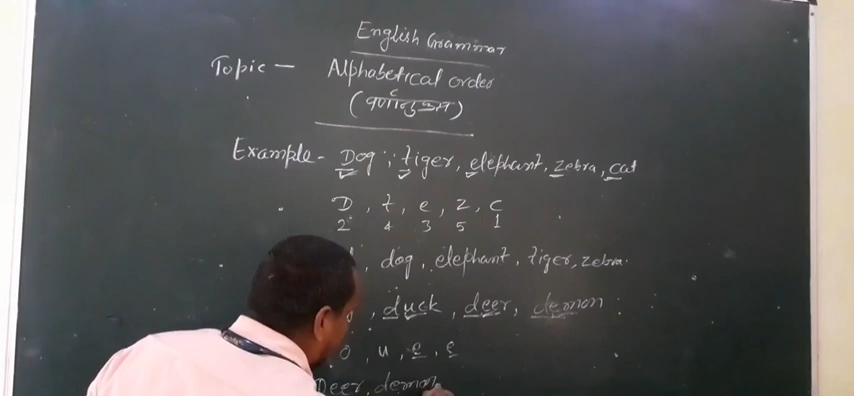 English Grammar
Topic - Alphabetical order
(वर्णानुक्रम)
Example - Dog, tiger, elephant, zebra, cat
D, t, e, z, c
2 4 3 5 1
, dog, elephant, tiger, zebra.
, duck, deer, demon
o, u, e, e
Deer, demon